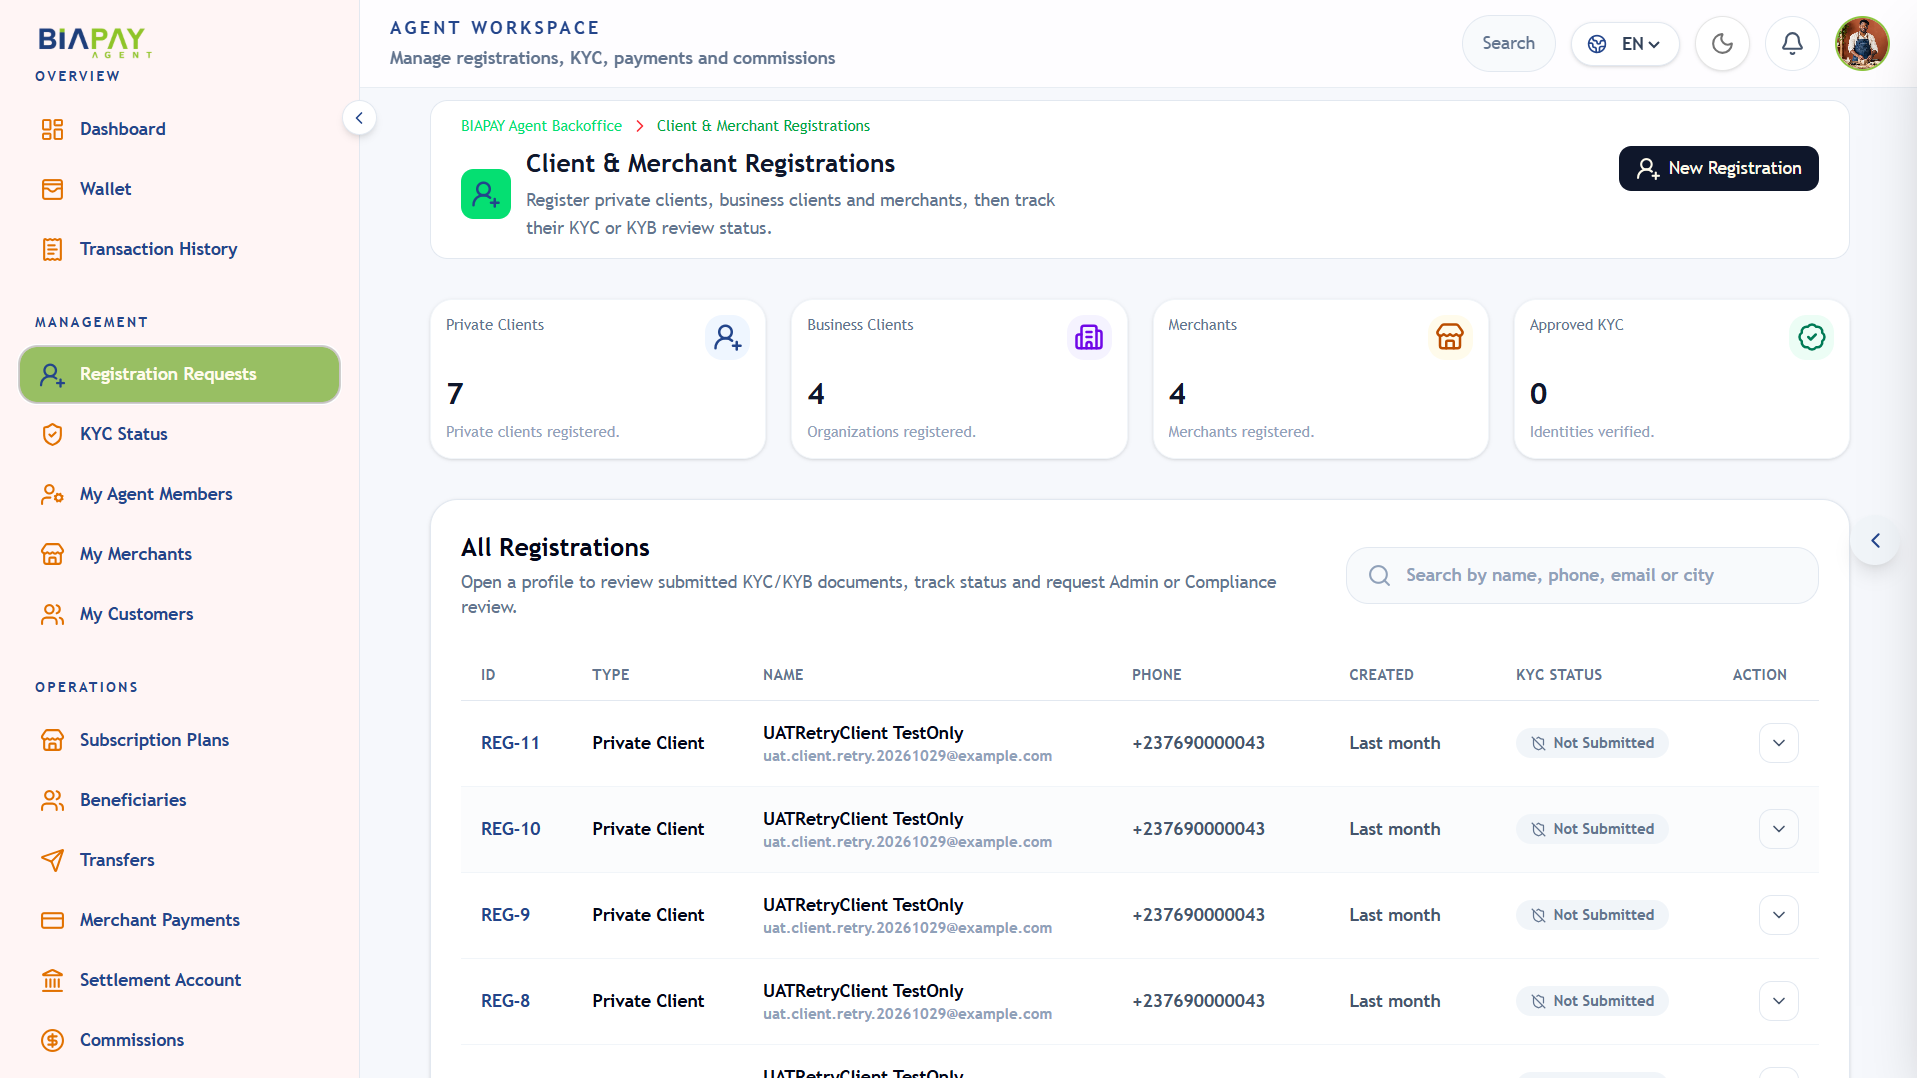 BIAPAY
AGENT
OVERVIEW
Dashboard
Wallet
Transaction History
MANAGEMENT
Registration Requests
KYC Status
My Agent Members
My Merchants
My Customers
OPERATIONS
Subscription Plans
Beneficiaries
Transfers
Merchant Payments
Settlement Account
Commissions
AGENT WORKSPACE
Manage registrations, KYC, payments and commissions
Search
EN
BIAPAY Agent Backoffice > Client & Merchant Registrations
Client & Merchant Registrations
Register private clients, business clients and merchants, then track
their KYC or KYB review status.
New Registration
Private Clients
7
Private clients registered.
Business Clients
4
Organizations registered.
Merchants
4
Merchants registered.
Approved KYC
0
Identities verified.
All Registrations
Open a profile to review submitted KYC/KYB documents, track status and request Admin or Compliance
review.
Search by name, phone, email or city
ID TYPE NAME PHONE CREATED KYC STATUS ACTION
REG-11 Private Client UATRetryClient TestOnly +237690000043 Last month Not Submitted
uat.client.retry.20261029@example.com
REG-10 Private Client UATRetryClient TestOnly +237690000043 Last month Not Submitted
uat.client.retry.20261029@example.com
REG-9 Private Client UATRetryClient TestOnly +237690000043 Last month Not Submitted
uat.client.retry.20261029@example.com
REG-8 Private Client UATRetryClient TestOnly +237690000043 Last month Not Submitted
uat.client.retry.20261029@example.com
UATRetryClient TestOnly